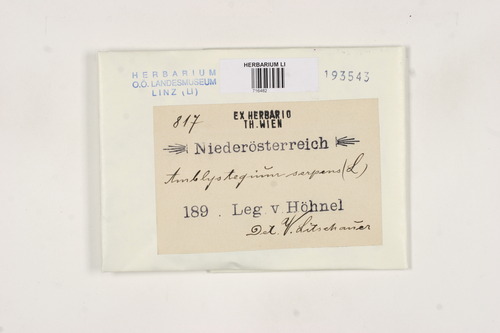 HERBARIUM
O.Ö. LANDESMUSEUM
LINZ (LI)
HERBARIUM LI
193543
817
EX HERBARIO
TH. WIEN
Niederösterreich
Amblystegium serpens (L)
189 . Leg v. Höhnel
Det. V. Litschauer